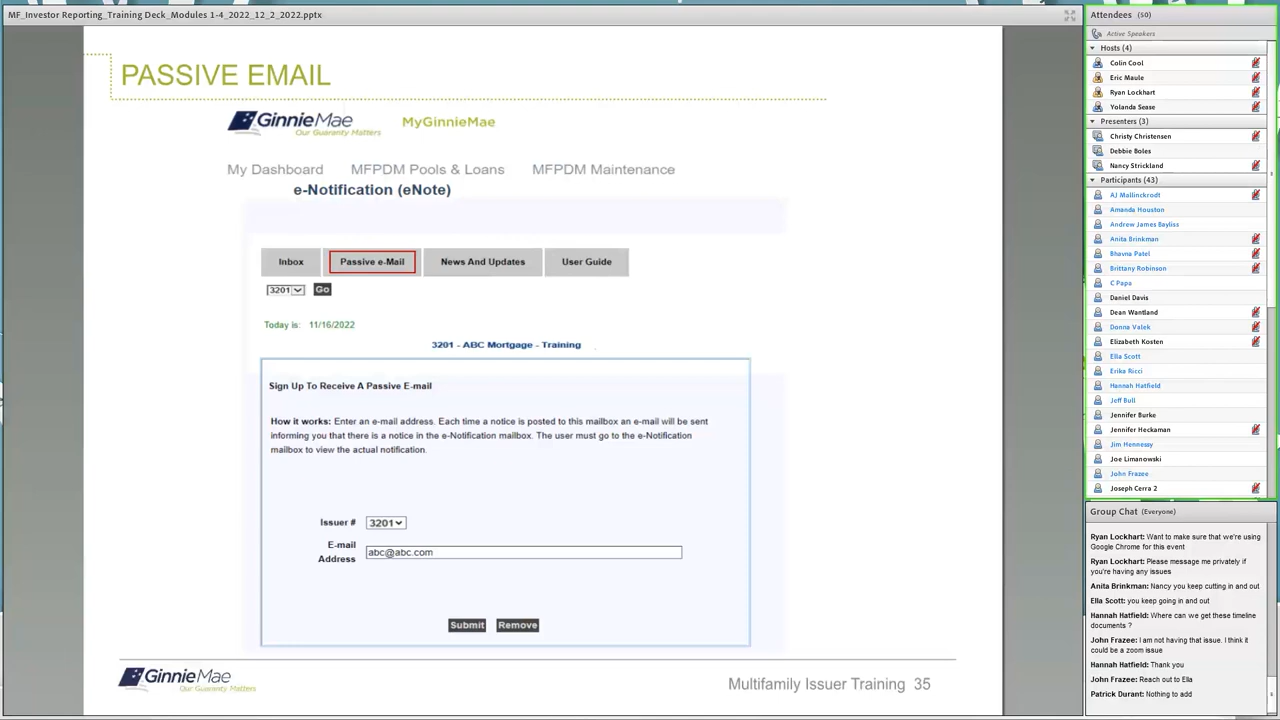 MF_Investor Reporting_Training Deck_Modules 1-4_2022_12_2_2022.pptx
PASSIVE EMAIL
GinnieMae
Our Guaranty Matters
MyGinnieMae
My Dashboard MFPDM Pools & Loans MFPDM Maintenance
e-Notification (eNote)
Inbox Passive e-Mail News And Updates User Guide
3201 Go
Today is: 11/16/2022
3201 - ABC Mortgage - Training
Sign Up To Receive A Passive E-mail
How it works: Enter an e-mail address. Each time a notice is posted to this mailbox an e-mail will be sent
informing you that there is a notice in the e-Notification mailbox. The user must go to the e-Notification
mailbox to view the actual notification.
Issuer # 3201
E-mail
Address
abc@abc.com
Submit Remove
GinnieMae
Our Guaranty Matters
Multifamily Issuer Training 35
Attendees (50)
Active Speakers
Hosts (4)
Colin Cool
Eric Maule
Ryan Lockhart
Yolanda Sease
Presenters (3)
Christy Christensen
Debbie Boles
Nancy Strickland
Participants (43)
AJ Mallinckrodt
Amanda Houston
Andrew James Bayliss
Anita Brinkman
Bhavna Patel
Brittany Robinson
C Papa
Daniel Davis
Dean Wantland
Donna Valek
Elizabeth Kosten
Ella Scott
Erika Ricci
Hannah Hatfield
Jeff Bull
Jennifer Burke
Jennifer Heckaman
Jim Hennessy
Joe Limanowski
John Frazee
Joseph Cerra 2
Group Chat (Everyone)
Ryan Lockhart: Want to make sure that we're using
Google Chrome for this event
Ryan Lockhart: Please message me privately if
you're having any issues
Anita Brinkman: Nancy you keep cutting in and out
Ella Scott: you keep going in and out
Hannah Hatfield: Where can we get these timeline
documents ?
John Frazee: I am not having that issue. I think it
could be a zoom issue
Hannah Hatfield: Thank you
John Frazee: Reach out to Ella
Patrick Durant: Nothing to add